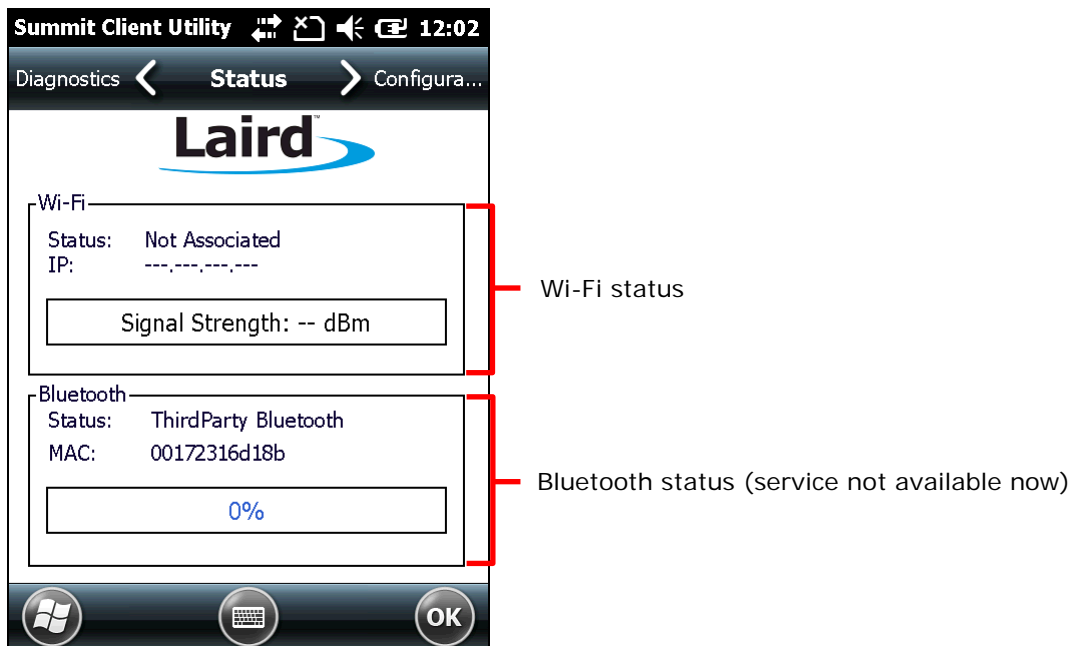 Summit Client Utility 12:02
Diagnostics Status Configura...
Laird™
Wi-Fi
Status: Not Associated
IP: ---.---.---.---
Signal Strength: -- dBm
Wi-Fi status
Bluetooth
Status: ThirdParty Bluetooth
MAC: 00172316d18b
0%
Bluetooth status (service not available now)
OK